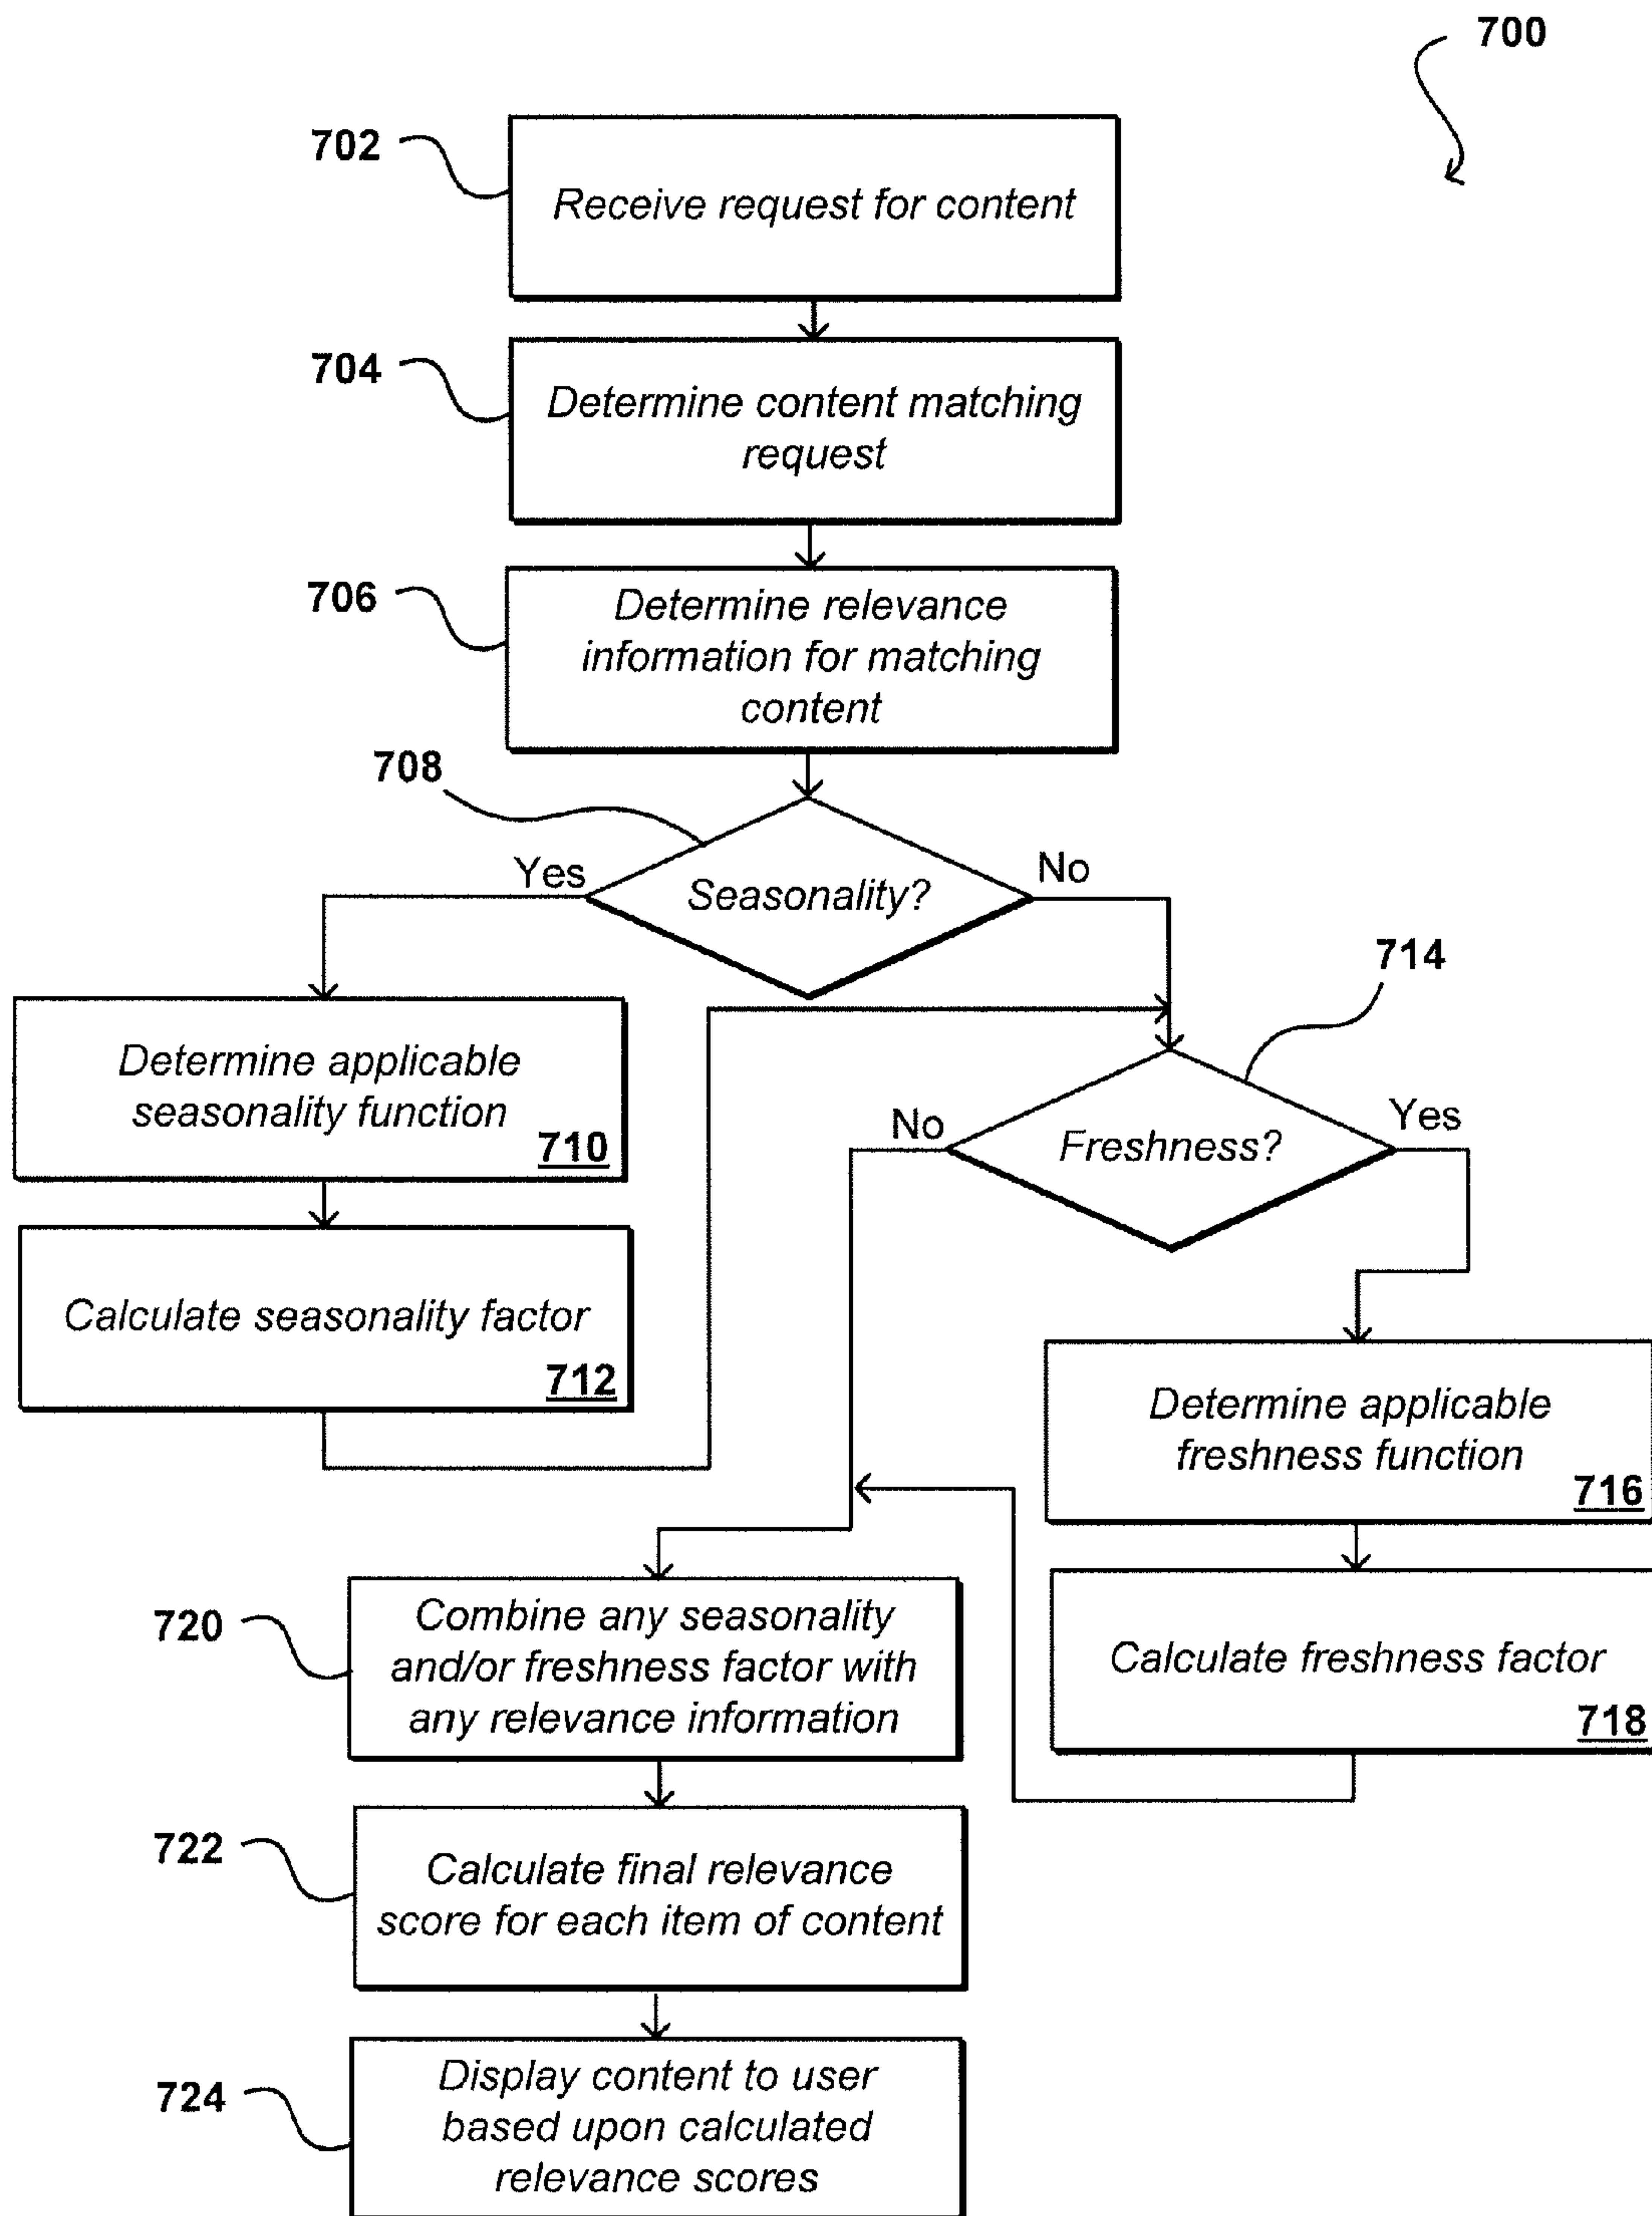 700
702
Receive request for content
704
Determine content matching
request
706
Determine relevance
information for matching
content
708
Yes
Seasonality?
No
714
Determine applicable
seasonality function
710
No
Freshness?
Yes
Calculate seasonality factor
712
Determine applicable
freshness function
716
720
Combine any seasonality
and/or freshness factor with
any relevance information
Calculate freshness factor
718
722
Calculate final relevance
score for each item of content
724
Display content to user
based upon calculated
relevance scores